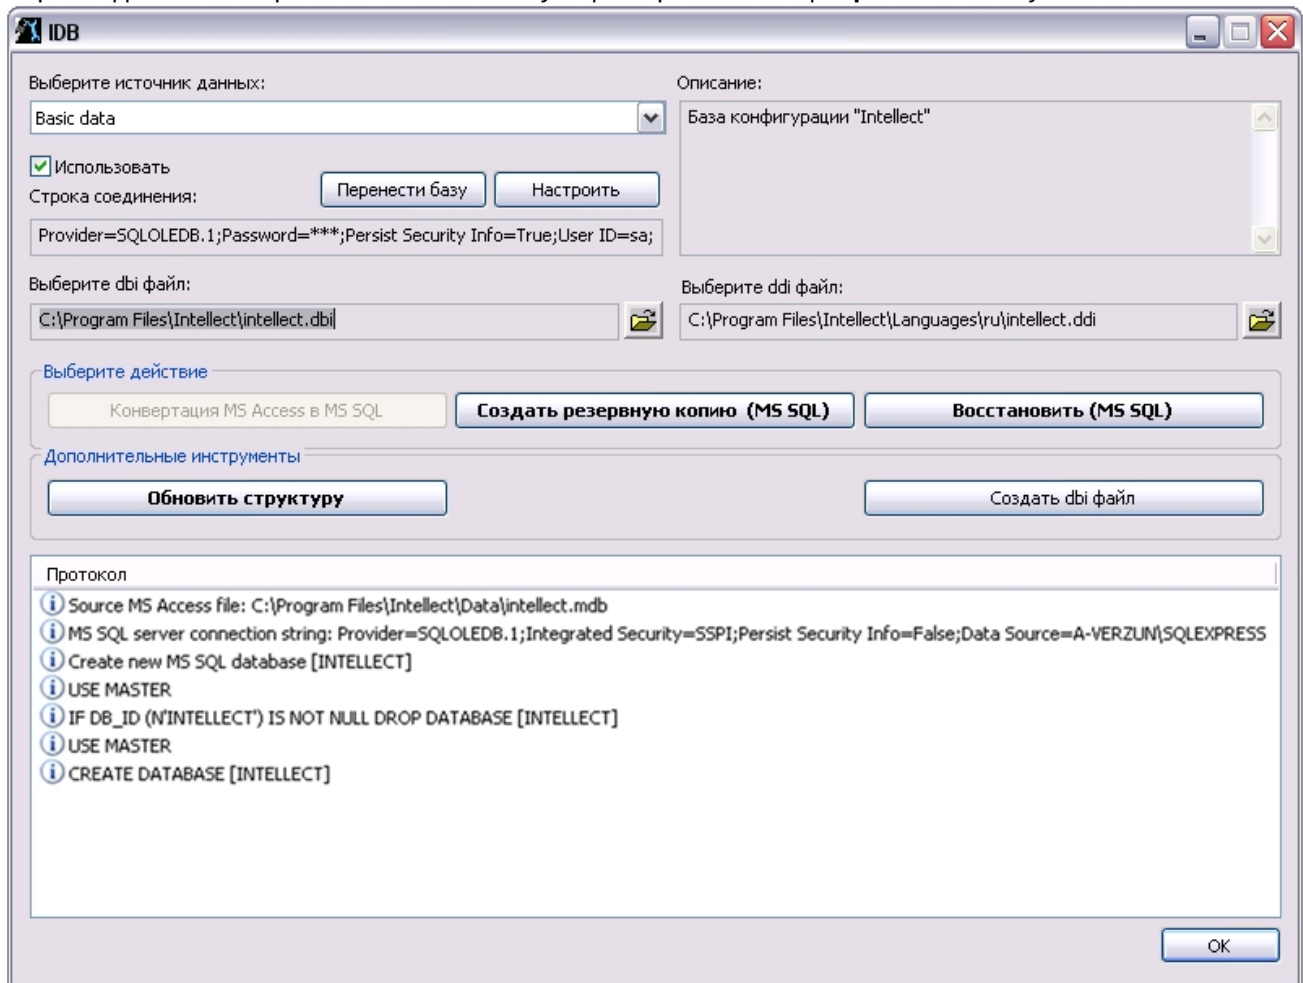 IDB
Выберите источник данных:
Basic data
Использовать
Строка соединения:
Перенести базу
Настроить
Provider=SQLOLEDB.1;Password=***;Persist Security Info=True;User ID=sa;
Описание:
База конфигурации "Intellect"
Выберите dbi файл:
C:\Program Files\Intellect\intellect.dbi
Выберите ddi файл:
C:\Program Files\Intellect\Languages\ru\intellect.ddi
Выберите действие
Конвертация MS Access в MS SQL
Создать резервную копию (MS SQL)
Восстановить (MS SQL)
Дополнительные инструменты
Обновить структуру
Создать dbi файл
Протокол
Source MS Access file: C:\Program Files\Intellect\Data\intellect.mdb
MS SQL server connection string: Provider=SQLOLEDB.1;Integrated Security=SSPI;Persist Security Info=False;Data Source=A-VERZUN\SQLEXPRESS
Create new MS SQL database [INTELLECT]
USE MASTER
IF DB_ID (N'INTELLECT') IS NOT NULL DROP DATABASE [INTELLECT]
USE MASTER
CREATE DATABASE [INTELLECT]
OK